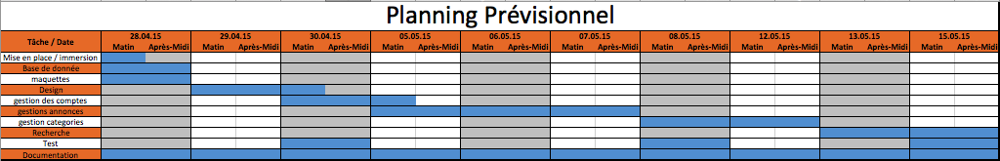 Planning Prévisionnel
Tâche / Date 28.04.15 29.04.15 30.04.15 05.05.15 06.05.15 07.05.15 08.05.15 12.05.15 13.05.15 15.05.15
Matin Après-Midi Matin Après-Midi Matin Après-Midi Matin Après-Midi Matin Après-Midi Matin Après-Midi Matin Après-Midi Matin Après-Midi Matin Après-Midi Matin Après-Midi
Mise en place / immersion
Base de donnée
maquettes
Design
gestion des comptes
gestions annonces
gestion categories
Recherche
Test
Documentation